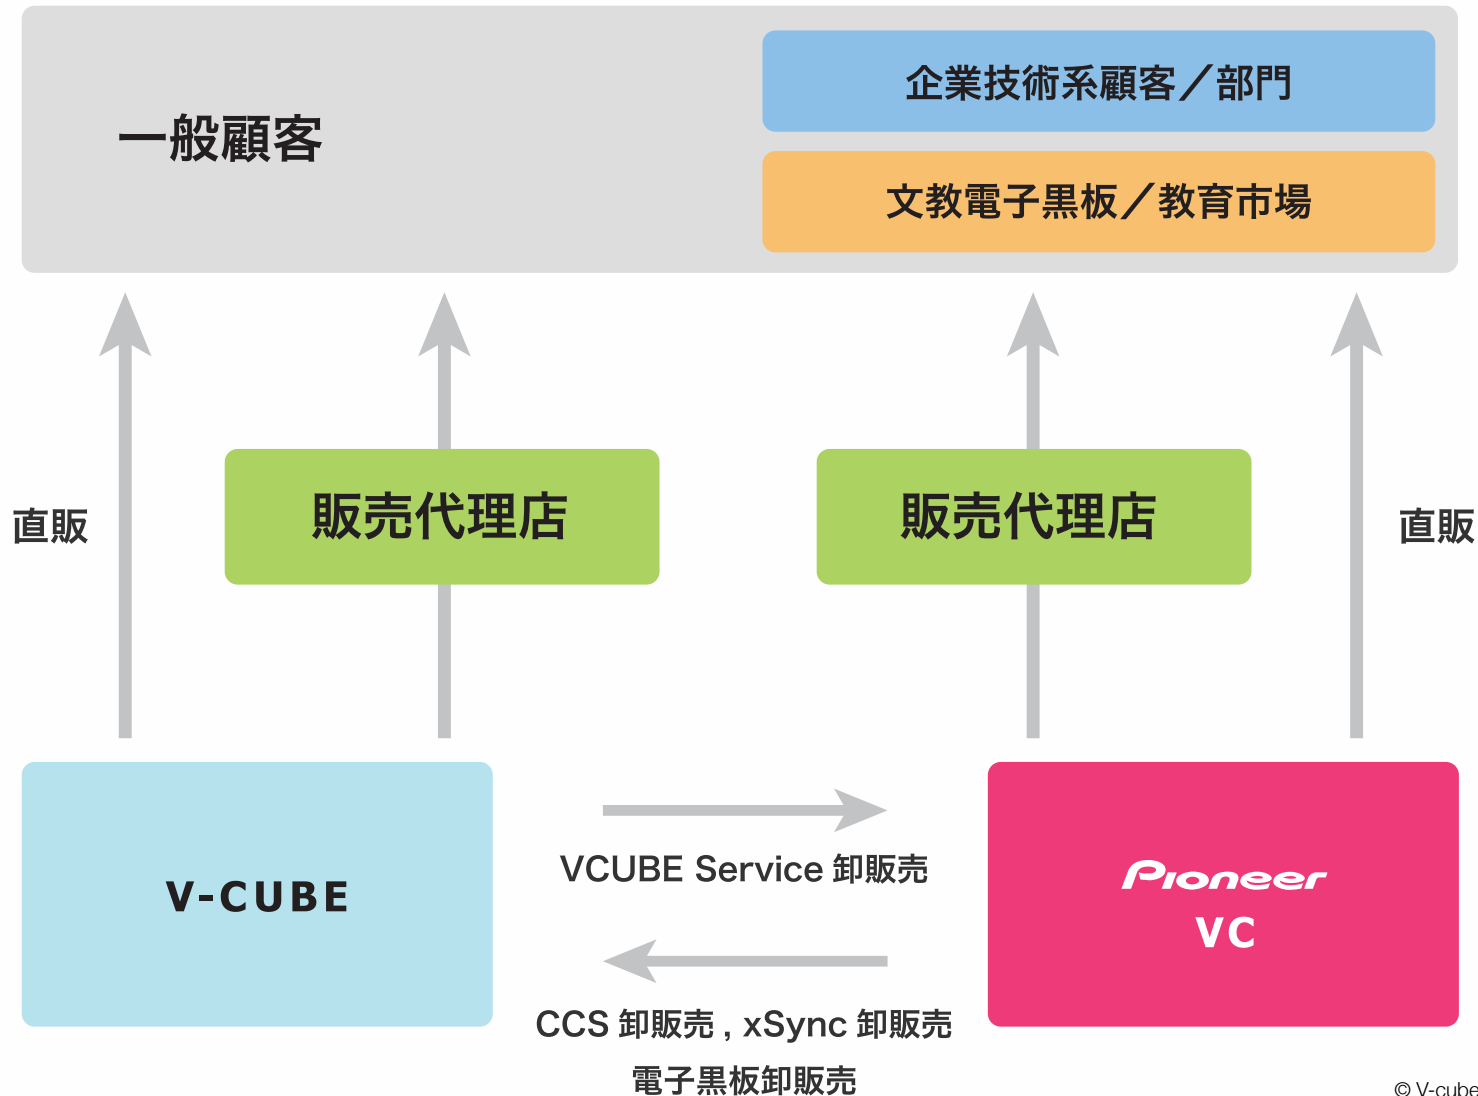 企業技術系顧客／部門
一般顧客
文教電子黒板／教育市場
直販
販売代理店
販売代理店
直販
VCUBE Service 卸販売
V-CUBE
Pioneer
VC
CCS 卸販売 , xSync 卸販売
電子黒板卸販売
© V-cube